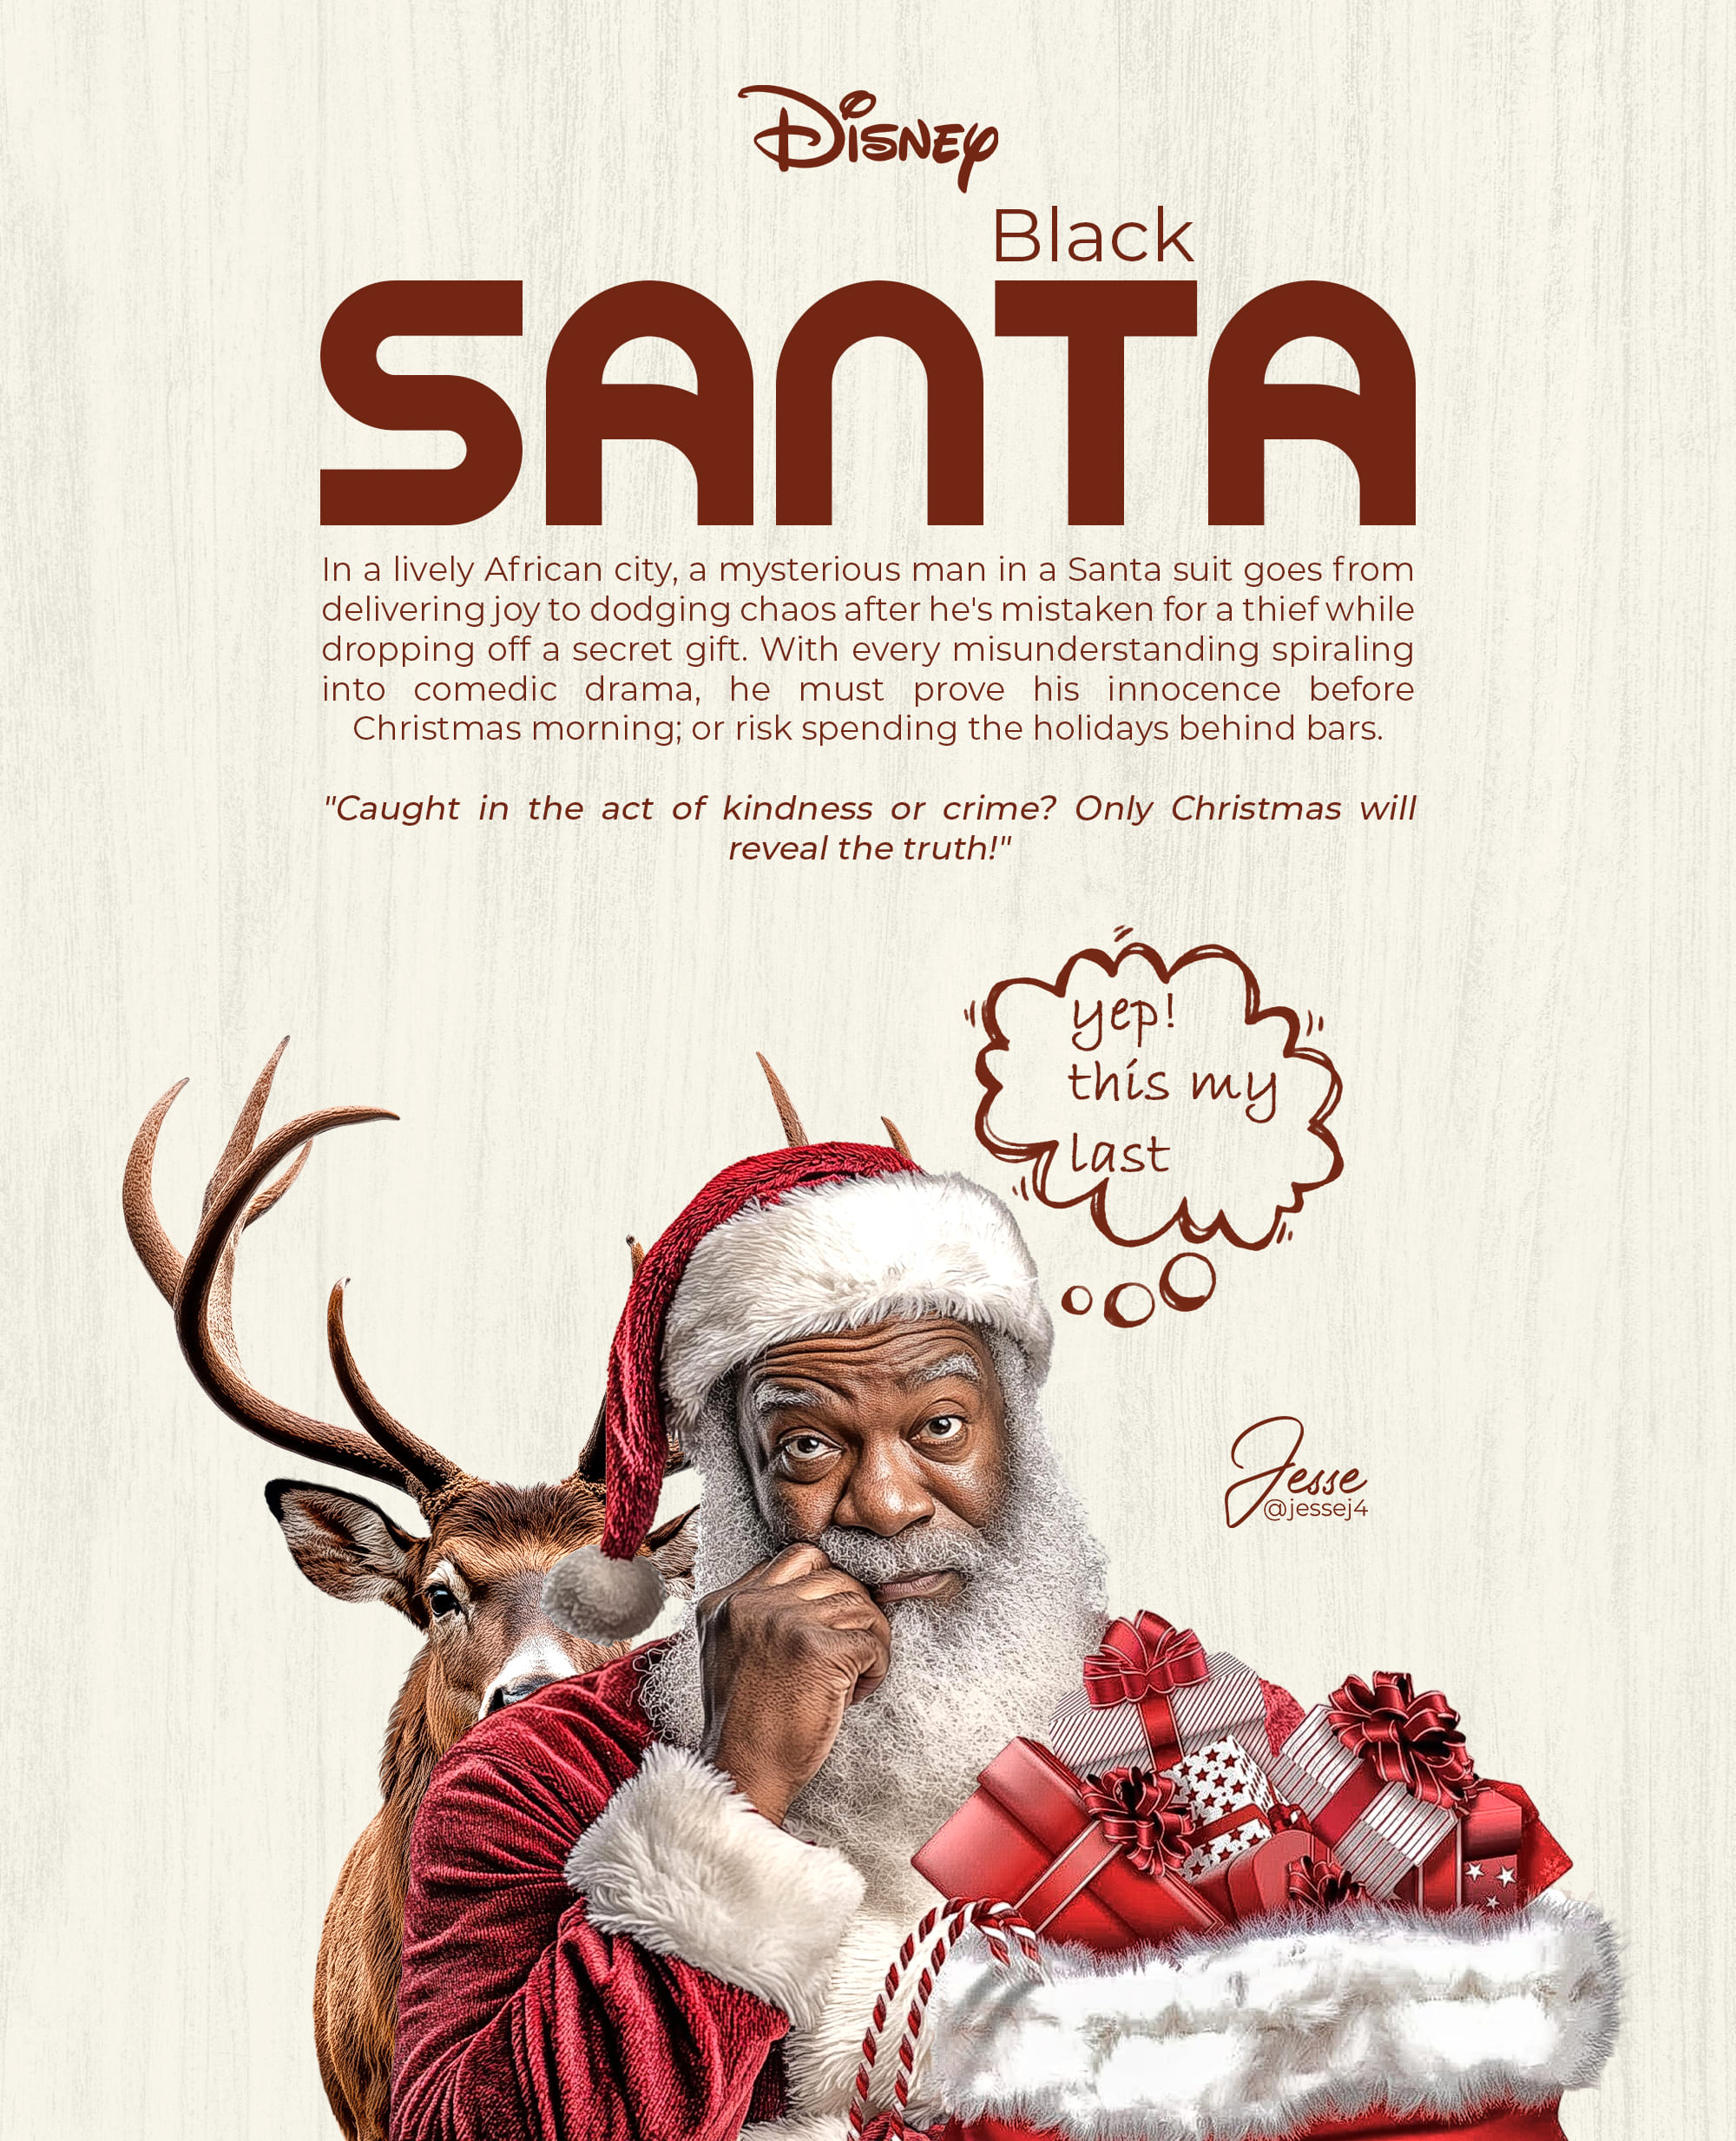 Disney
Black
SANTA
In a lively African city, a mysterious man in a Santa suit goes from
delivering joy to dodging chaos after he's mistaken for a thief while
dropping off a secret gift. With every misunderstanding spiraling
into comedic drama, he must prove his innocence before
Christmas morning; or risk spending the holidays behind bars.
"Caught in the act of kindness or crime? Only Christmas will
reveal the truth!"
yep!
this my
last
Jesse
@jessej4